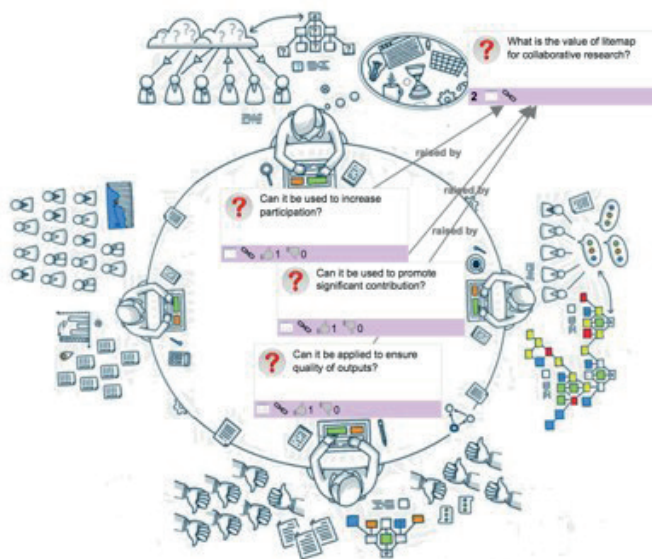 What is the value of litemap
for collaborative research?
2
raised by
Can it be used to increase
participation?
raised by
1 0
raised by
Can it be used to promote
significant contribution?
1 0
Can it be applied to ensure
quality of outputs?
1 0